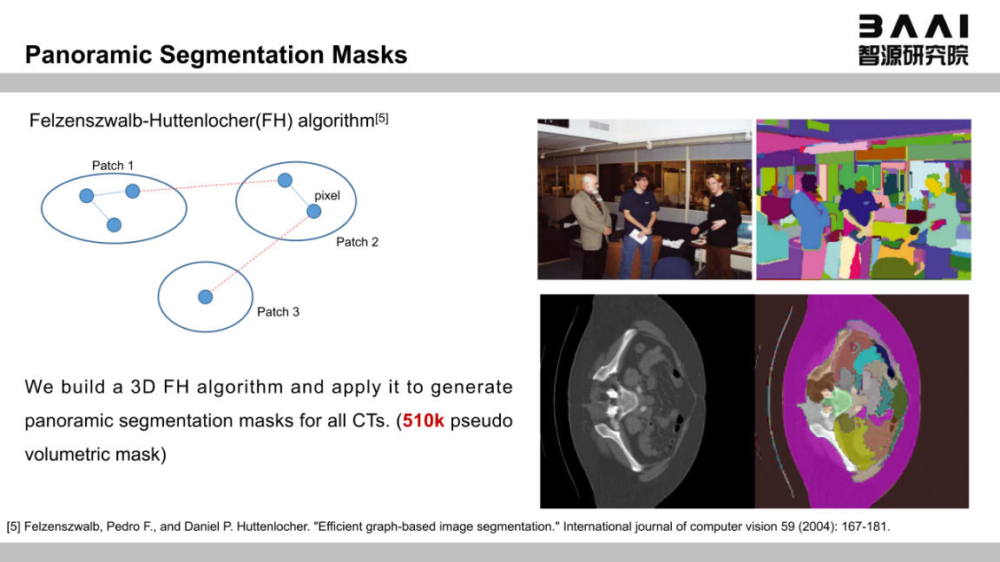 Panoramic Segmentation Masks
BAAI
智源研究院
Felzenszwalb-Huttenlocher(FH) algorithm[5]
Patch 1
pixel
Patch 2
Patch 3
We build a 3D FH algorithm and apply it to generate
panoramic segmentation masks for all CTs. (510k pseudo
volumetric mask)
[5] Felzenszwalb, Pedro F., and Daniel P. Huttenlocher. "Efficient graph-based image segmentation." International journal of computer vision 59 (2004): 167-181.